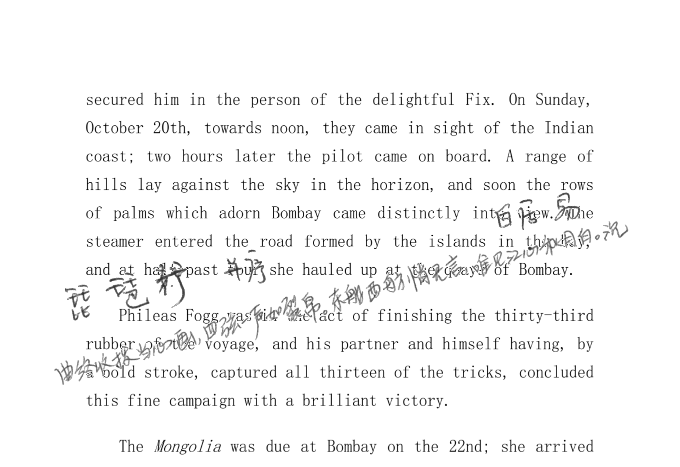 secured him in the person of the delightful Fix. On Sunday,
October 20th, towards noon, they came in sight of the Indian
coast; two hours later the pilot came on board. A range of
hills lay against the sky in the horizon, and soon the rows
of palms which adorn Bombay came distinctly into view. The
steamer entered the road formed by the islands in the bay,
and at half-past four she hauled up at the quays of Bombay.
琵琶行 并序 白居易
曲终收拨当心画,四弦一声如裂帛。东船西舫悄无言,唯见江心秋月白。沉
Phileas Fogg was in the act of finishing the thirty-third
rubber of the voyage, and his partner and himself having, by
a bold stroke, captured all thirteen of the tricks, concluded
this fine campaign with a brilliant victory.
The Mongolia was due at Bombay on the 22nd; she arrived